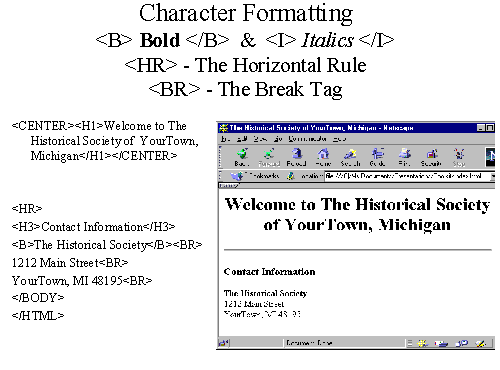 Character Formatting
<B> Bold </B> & <I> Italics </I>
<HR> - The Horizontal Rule
<BR> - The Break Tag
<CENTER><H1>Welcome to The
Historical Society of YourTown,
Michigan</H1></CENTER>
<HR>
<H3>Contact Information</H3>
<B>The Historical Society</B><BR>
1212 Main Street<BR>
YourTown, MI 48195<BR>
</BODY>
</HTML>
The Historical Society of YourTown, Michigan - Netscape
File Edit View Go Communicator Help
Back Forward Reload Home Search Guide Print Security Stop
Bookmarks Location:
Welcome to The Historical Society
of YourTown, Michigan
Contact Information
The Historical Society
1212 Main Street
YourTown, MI 48195
Document: Done